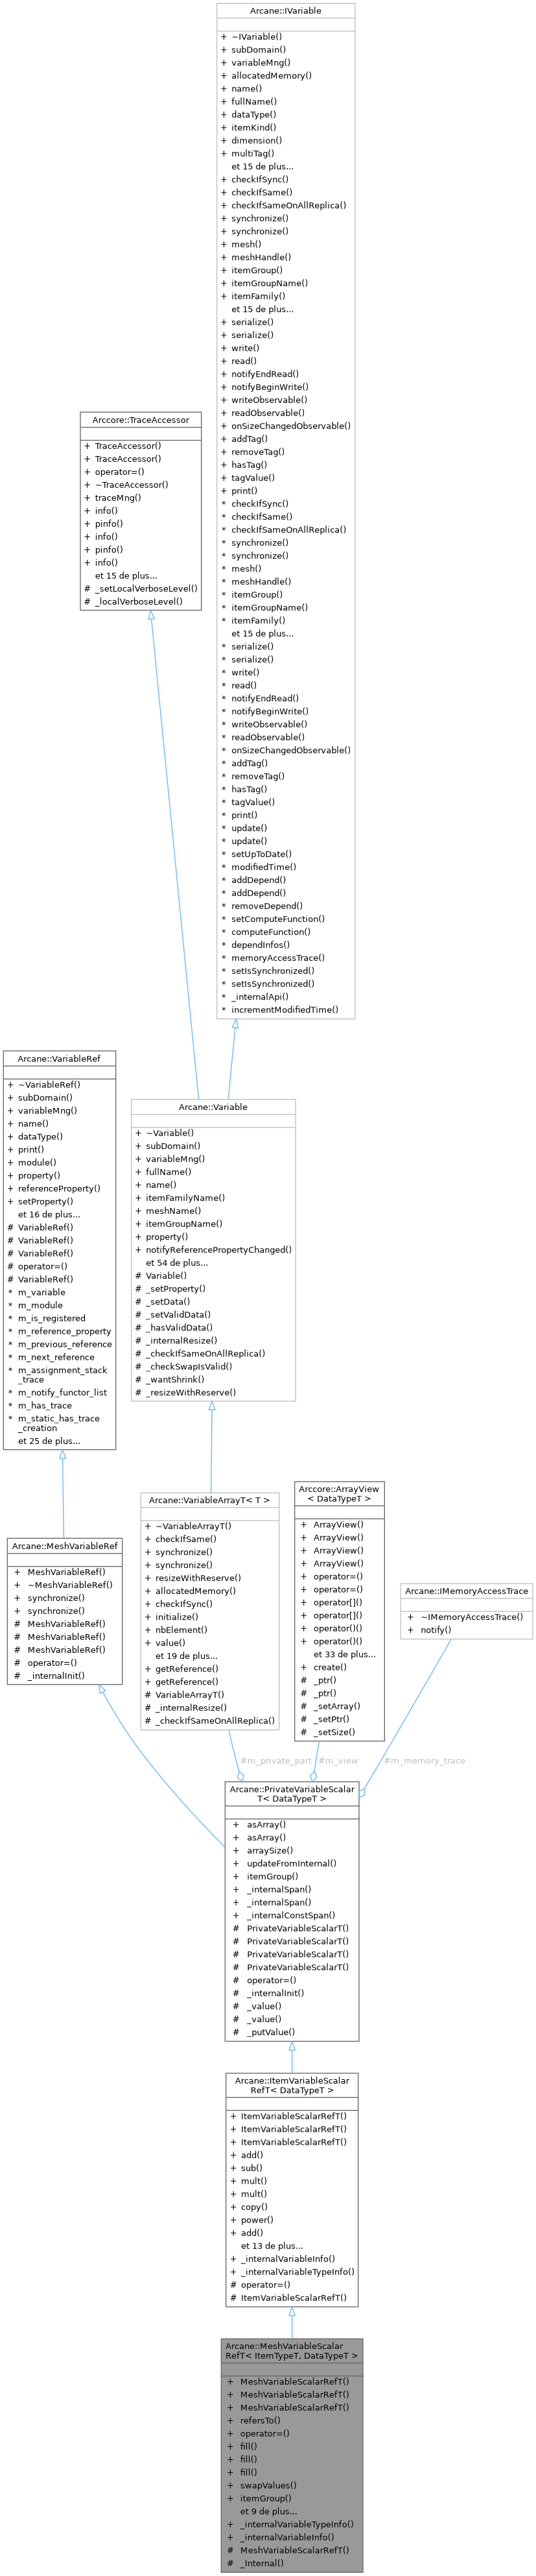 Arcane::IVariable
+ ~IVariable()
+ subDomain()
+ variableMng()
+ allocatedMemory()
+ name()
+ fullName()
+ dataType()
+ itemKind()
+ dimension()
+ multiTag()
et 15 de plus...
+ checkIfSync()
+ checkIfSame()
+ checkIfSameOnAllReplica()
+ synchronize()
+ synchronize()
+ mesh()
+ meshHandle()
+ itemGroup()
+ itemGroupName()
+ itemFamily()
et 15 de plus...
+ serialize()
+ serialize()
+ write()
+ read()
+ notifyEndRead()
+ notifyBeginWrite()
+ writeObservable()
+ readObservable()
+ onSizeChangedObservable()
+ addTag()
+ removeTag()
+ hasTag()
+ tagValue()
+ print()
* checkIfSync()
* checkIfSame()
* checkIfSameOnAllReplica()
* synchronize()
* synchronize()
* mesh()
* meshHandle()
* itemGroup()
* itemGroupName()
* itemFamily()
et 15 de plus...
* serialize()
* serialize()
* write()
* read()
* notifyEndRead()
* notifyBeginWrite()
* writeObservable()
* readObservable()
* onSizeChangedObservable()
* addTag()
* removeTag()
* hasTag()
* tagValue()
* print()
* update()
* update()
* setUpToDate()
* modifiedTime()
* addDepend()
* addDepend()
* removeDepend()
* setComputeFunction()
* computeFunction()
* dependInfos()
* memoryAccessTrace()
* setIsSynchronized()
* setIsSynchronized()
* _internalApi()
* incrementModifiedTime()
Arccore::TraceAccessor
+ TraceAccessor()
+ TraceAccessor()
+ operator=()
+ ~TraceAccessor()
+ traceMng()
+ info()
+ pinfo()
+ info()
+ pinfo()
+ info()
et 15 de plus...
# _setLocalVerboseLevel()
# _localVerboseLevel()
Arcane::VariableRef
+ ~VariableRef()
+ subDomain()
+ variableMng()
+ name()
+ dataType()
+ print()
+ module()
+ property()
+ referenceProperty()
+ setProperty()
et 16 de plus...
# VariableRef()
# VariableRef()
# VariableRef()
# operator=()
# VariableRef()
* m_variable
* m_module
* m_is_registered
* m_reference_property
* m_previous_reference
* m_next_reference
* m_assignment_stack
_trace
* m_notify_functor_list
* m_has_trace
* m_static_has_trace
_creation
et 25 de plus...
Arcane::Variable
+ ~Variable()
+ subDomain()
+ variableMng()
+ fullName()
+ name()
+ itemFamilyName()
+ meshName()
+ itemGroupName()
+ property()
+ notifyReferencePropertyChanged()
et 54 de plus...
# Variable()
# _setProperty()
# _setData()
# _setValidData()
# _hasValidData()
# _internalResize()
# _checkIfSameOnAllReplica()
# _checkSwapIsValid()
# _wantShrink()
# _resizeWithReserve()
Arcane::MeshVariableRef
+ MeshVariableRef()
+ ~MeshVariableRef()
+ synchronize()
+ synchronize()
# MeshVariableRef()
# MeshVariableRef()
# MeshVariableRef()
# operator=()
# _internalInit()
Arcane::VariableArrayT< T >
+ ~VariableArrayT()
+ checkIfSame()
+ synchronize()
+ synchronize()
+ resizeWithReserve()
+ allocatedMemory()
+ checkIfSync()
+ initialize()
+ nbElement()
+ value()
et 19 de plus...
+ getReference()
+ getReference()
# VariableArrayT()
# _internalResize()
# _checkIfSameOnAllReplica()
Arccore::ArrayView
< DataTypeT >
+ ArrayView()
+ ArrayView()
+ ArrayView()
+ ArrayView()
+ operator=()
+ operator=()
+ operator[]()
+ operator[]()
+ operator()()
+ operator()()
et 33 de plus...
+ create()
# _ptr()
# _ptr()
# _setArray()
# _setPtr()
# _setSize()
Arcane::IMemoryAccessTrace
+ ~IMemoryAccessTrace()
+ notify()
#m_private_part
#m_view
#m_memory_trace
Arcane::PrivateVariableScalar
T< DataTypeT >
+ asArray()
+ asArray()
+ arraySize()
+ updateFromInternal()
+ itemGroup()
+ _internalSpan()
+ _internalSpan()
+ _internalConstSpan()
# PrivateVariableScalarT()
# PrivateVariableScalarT()
# PrivateVariableScalarT()
# PrivateVariableScalarT()
# operator=()
# _internalInit()
# _value()
# _value()
# _putValue()
Arcane::ItemVariableScalar
RefT< DataTypeT >
+ ItemVariableScalarRefT()
+ ItemVariableScalarRefT()
+ ItemVariableScalarRefT()
+ add()
+ sub()
+ mult()
+ mult()
+ copy()
+ power()
+ add()
et 13 de plus...
+ _internalVariableInfo()
+ _internalVariableTypeInfo()
# operator=()
# ItemVariableScalarRefT()
Arcane::MeshVariableScalar
RefT< ItemTypeT, DataTypeT >
+ MeshVariableScalarRefT()
+ MeshVariableScalarRefT()
+ MeshVariableScalarRefT()
+ refersTo()
+ operator=()
+ fill()
+ fill()
+ fill()
+ swapValues()
+ itemGroup()
et 9 de plus...
+ _internalVariableTypeInfo()
+ _internalVariableInfo()
# MeshVariableScalarRefT()
# _Internal()